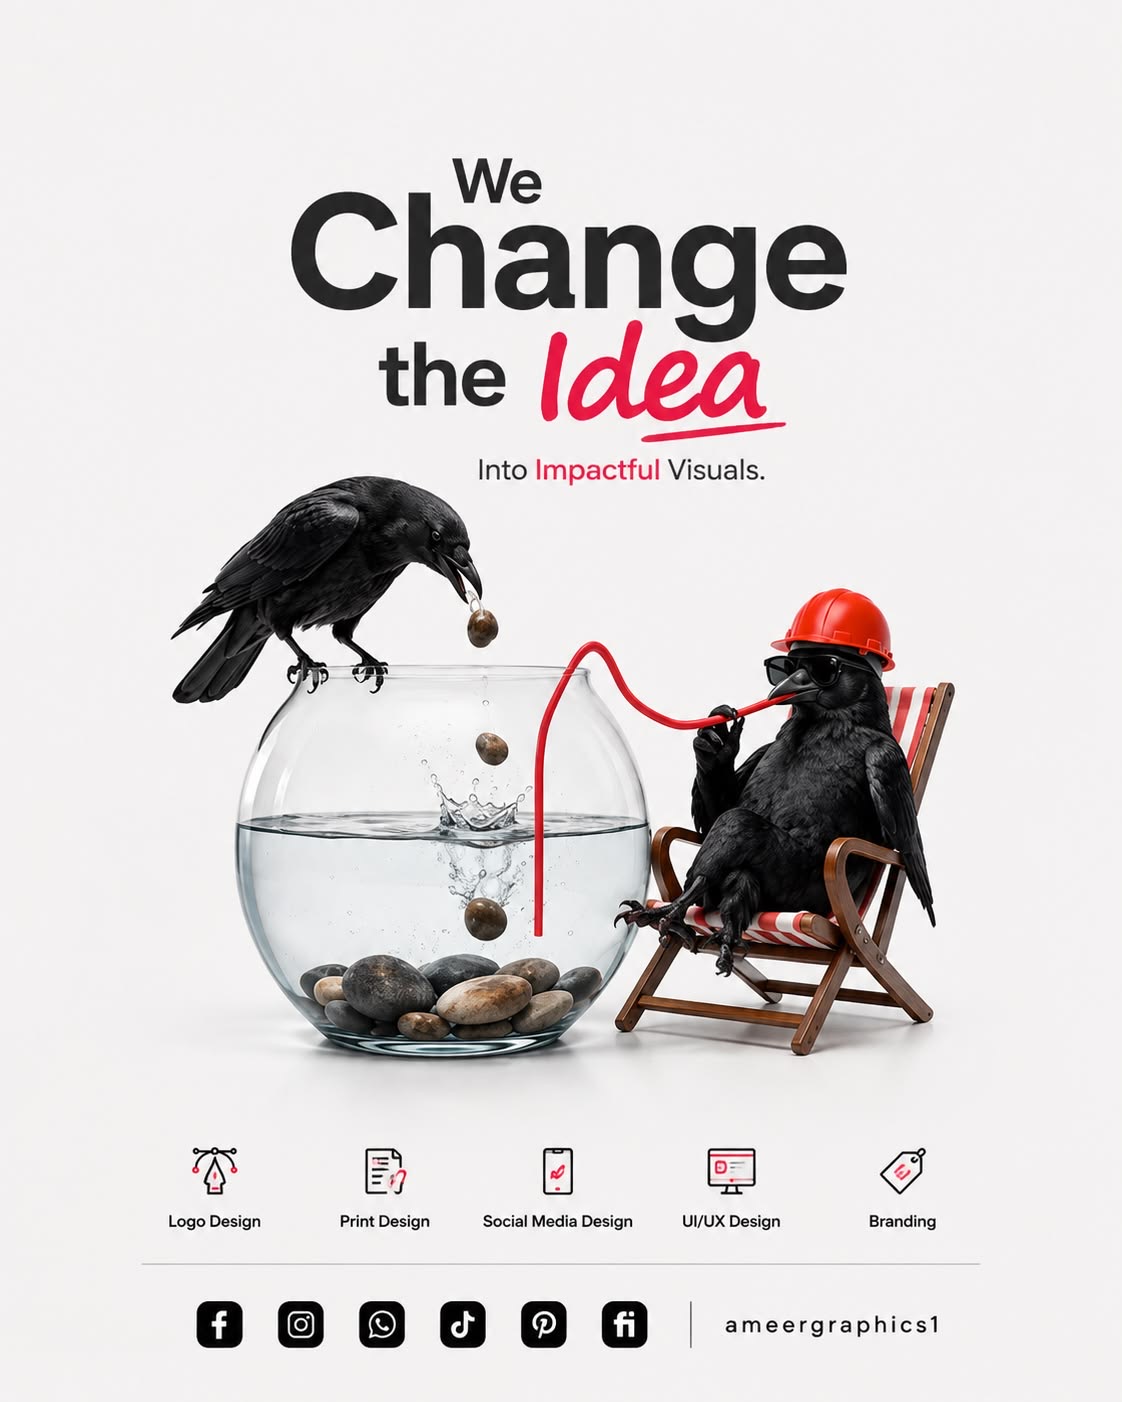 We
Change
the Idea
Into Impactful Visuals.
Logo Design
Print Design
Social Media Design
UI/UX Design
Branding
ameergraphics1